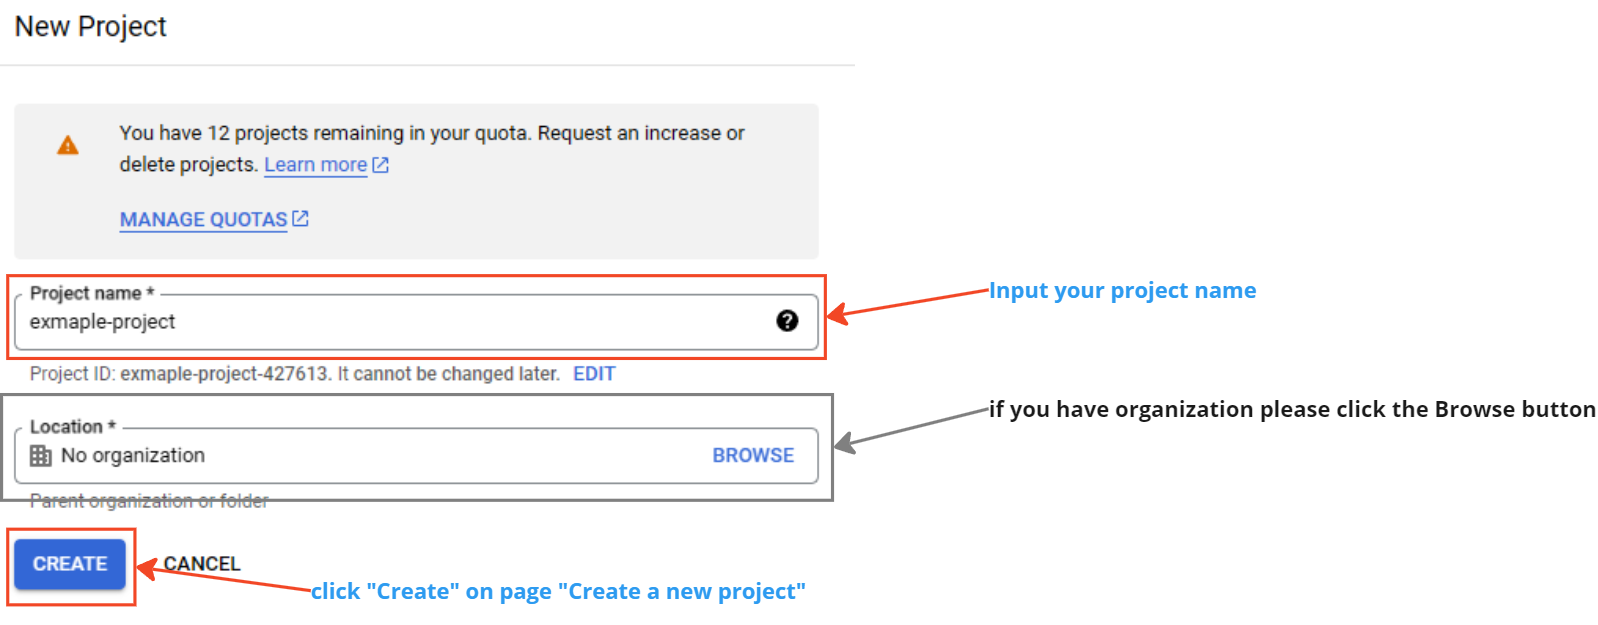 New Project
You have 12 projects remaining in your quota. Request an increase or
delete projects. Learn more
MANAGE QUOTAS
Project name *
exmaple-project
Input your project name
Project ID: exmaple-project-427613. It cannot be changed later. EDIT
if you have organization please click the Browse button
Location *
No organization BROWSE
Parent organization or folder
CREATE CANCEL
click "Create" on page "Create a new project"